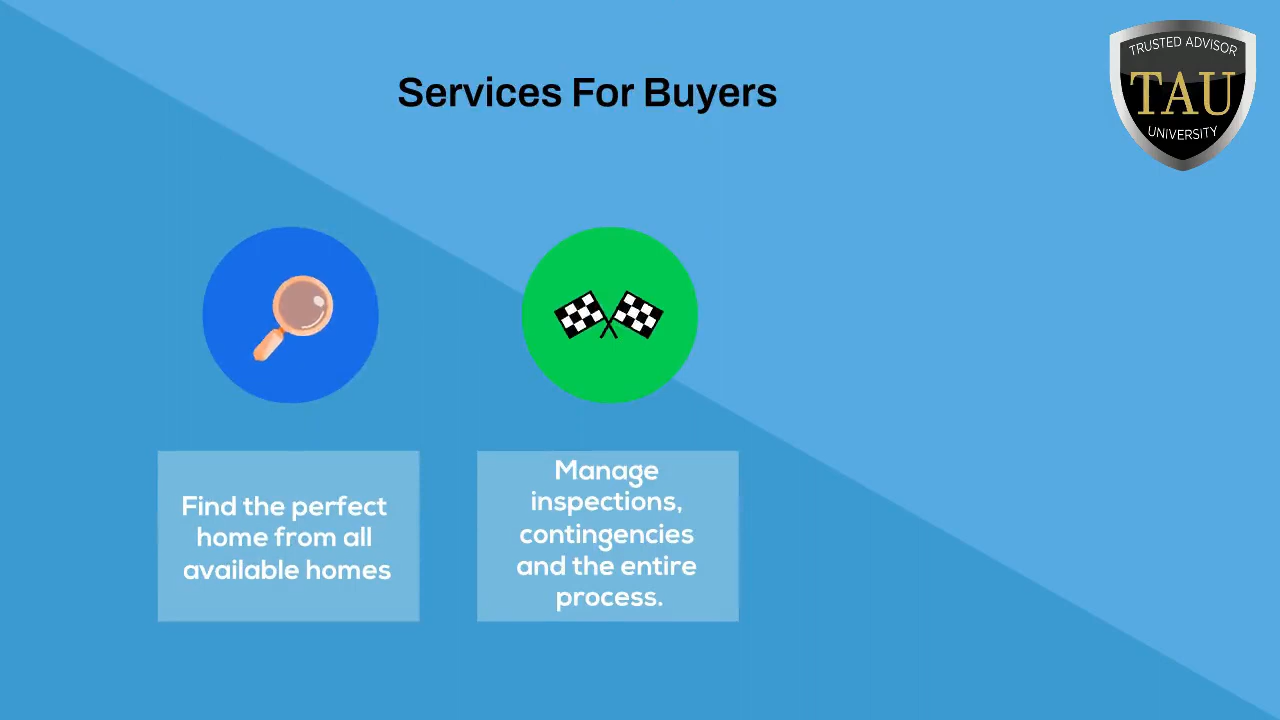 Services For Buyers
TRUSTED ADVISOR
TAU
UNIVERSITY
Find the perfect
home from all
available homes
Manage
inspections,
contingencies
and the entire
process.